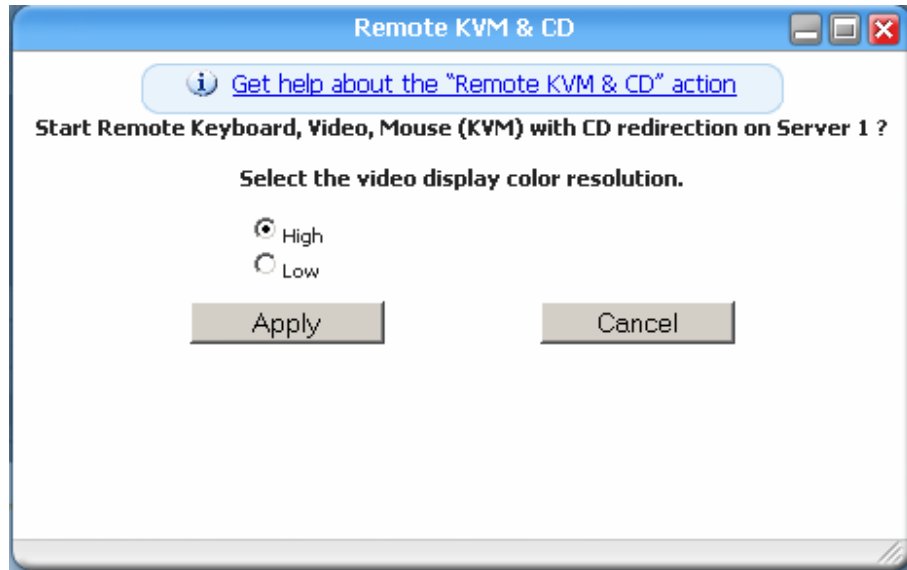 Remote KVM & CD
Get help about the "Remote KVM & CD" action
Start Remote Keyboard, Video, Mouse (KVM) with CD redirection on Server 1 ?
Select the video display color resolution.
High
Low
Apply
Cancel